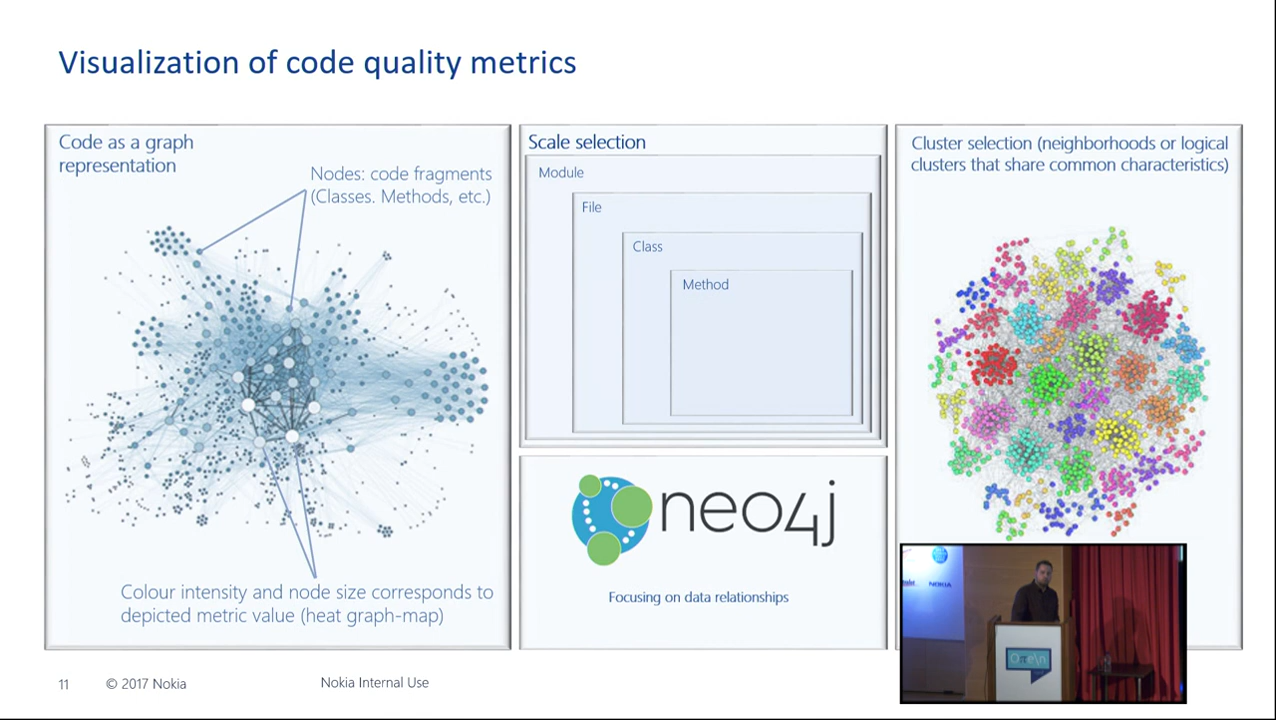 Visualization of code quality metrics
Code as a graph
representation
Nodes: code fragments
(Classes. Methods, etc.)
Colour intensity and node size corresponds to
depicted metric value (heat graph-map)
Scale selection
Module
File
Class
Method
neo4j
Focusing on data relationships
Cluster selection (neighborhoods or logical
clusters that share common characteristics)
NOKIA
11
© 2017 Nokia
Nokia Internal Use